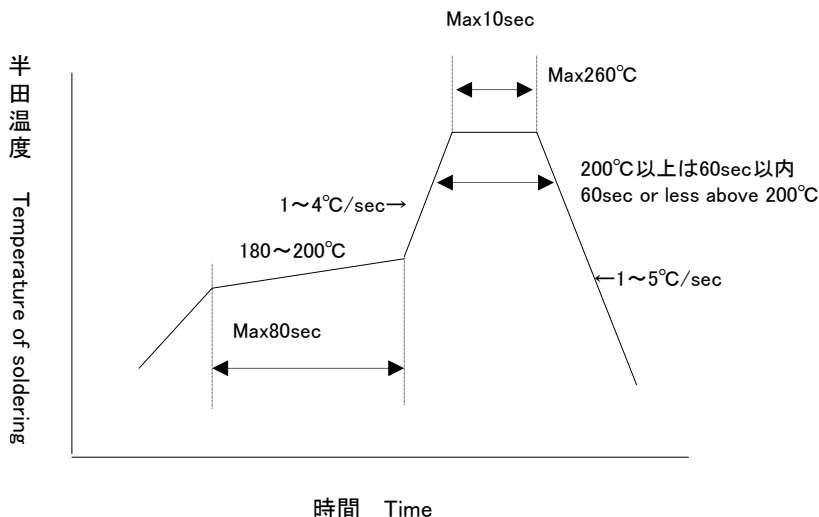 Max10sec
Max260℃
半田温度 Temperature of soldering
200℃以上は60sec以内
60sec or less above 200℃
1～4℃/sec→
180～200℃
←1～5℃/sec
Max80sec
時間 Time